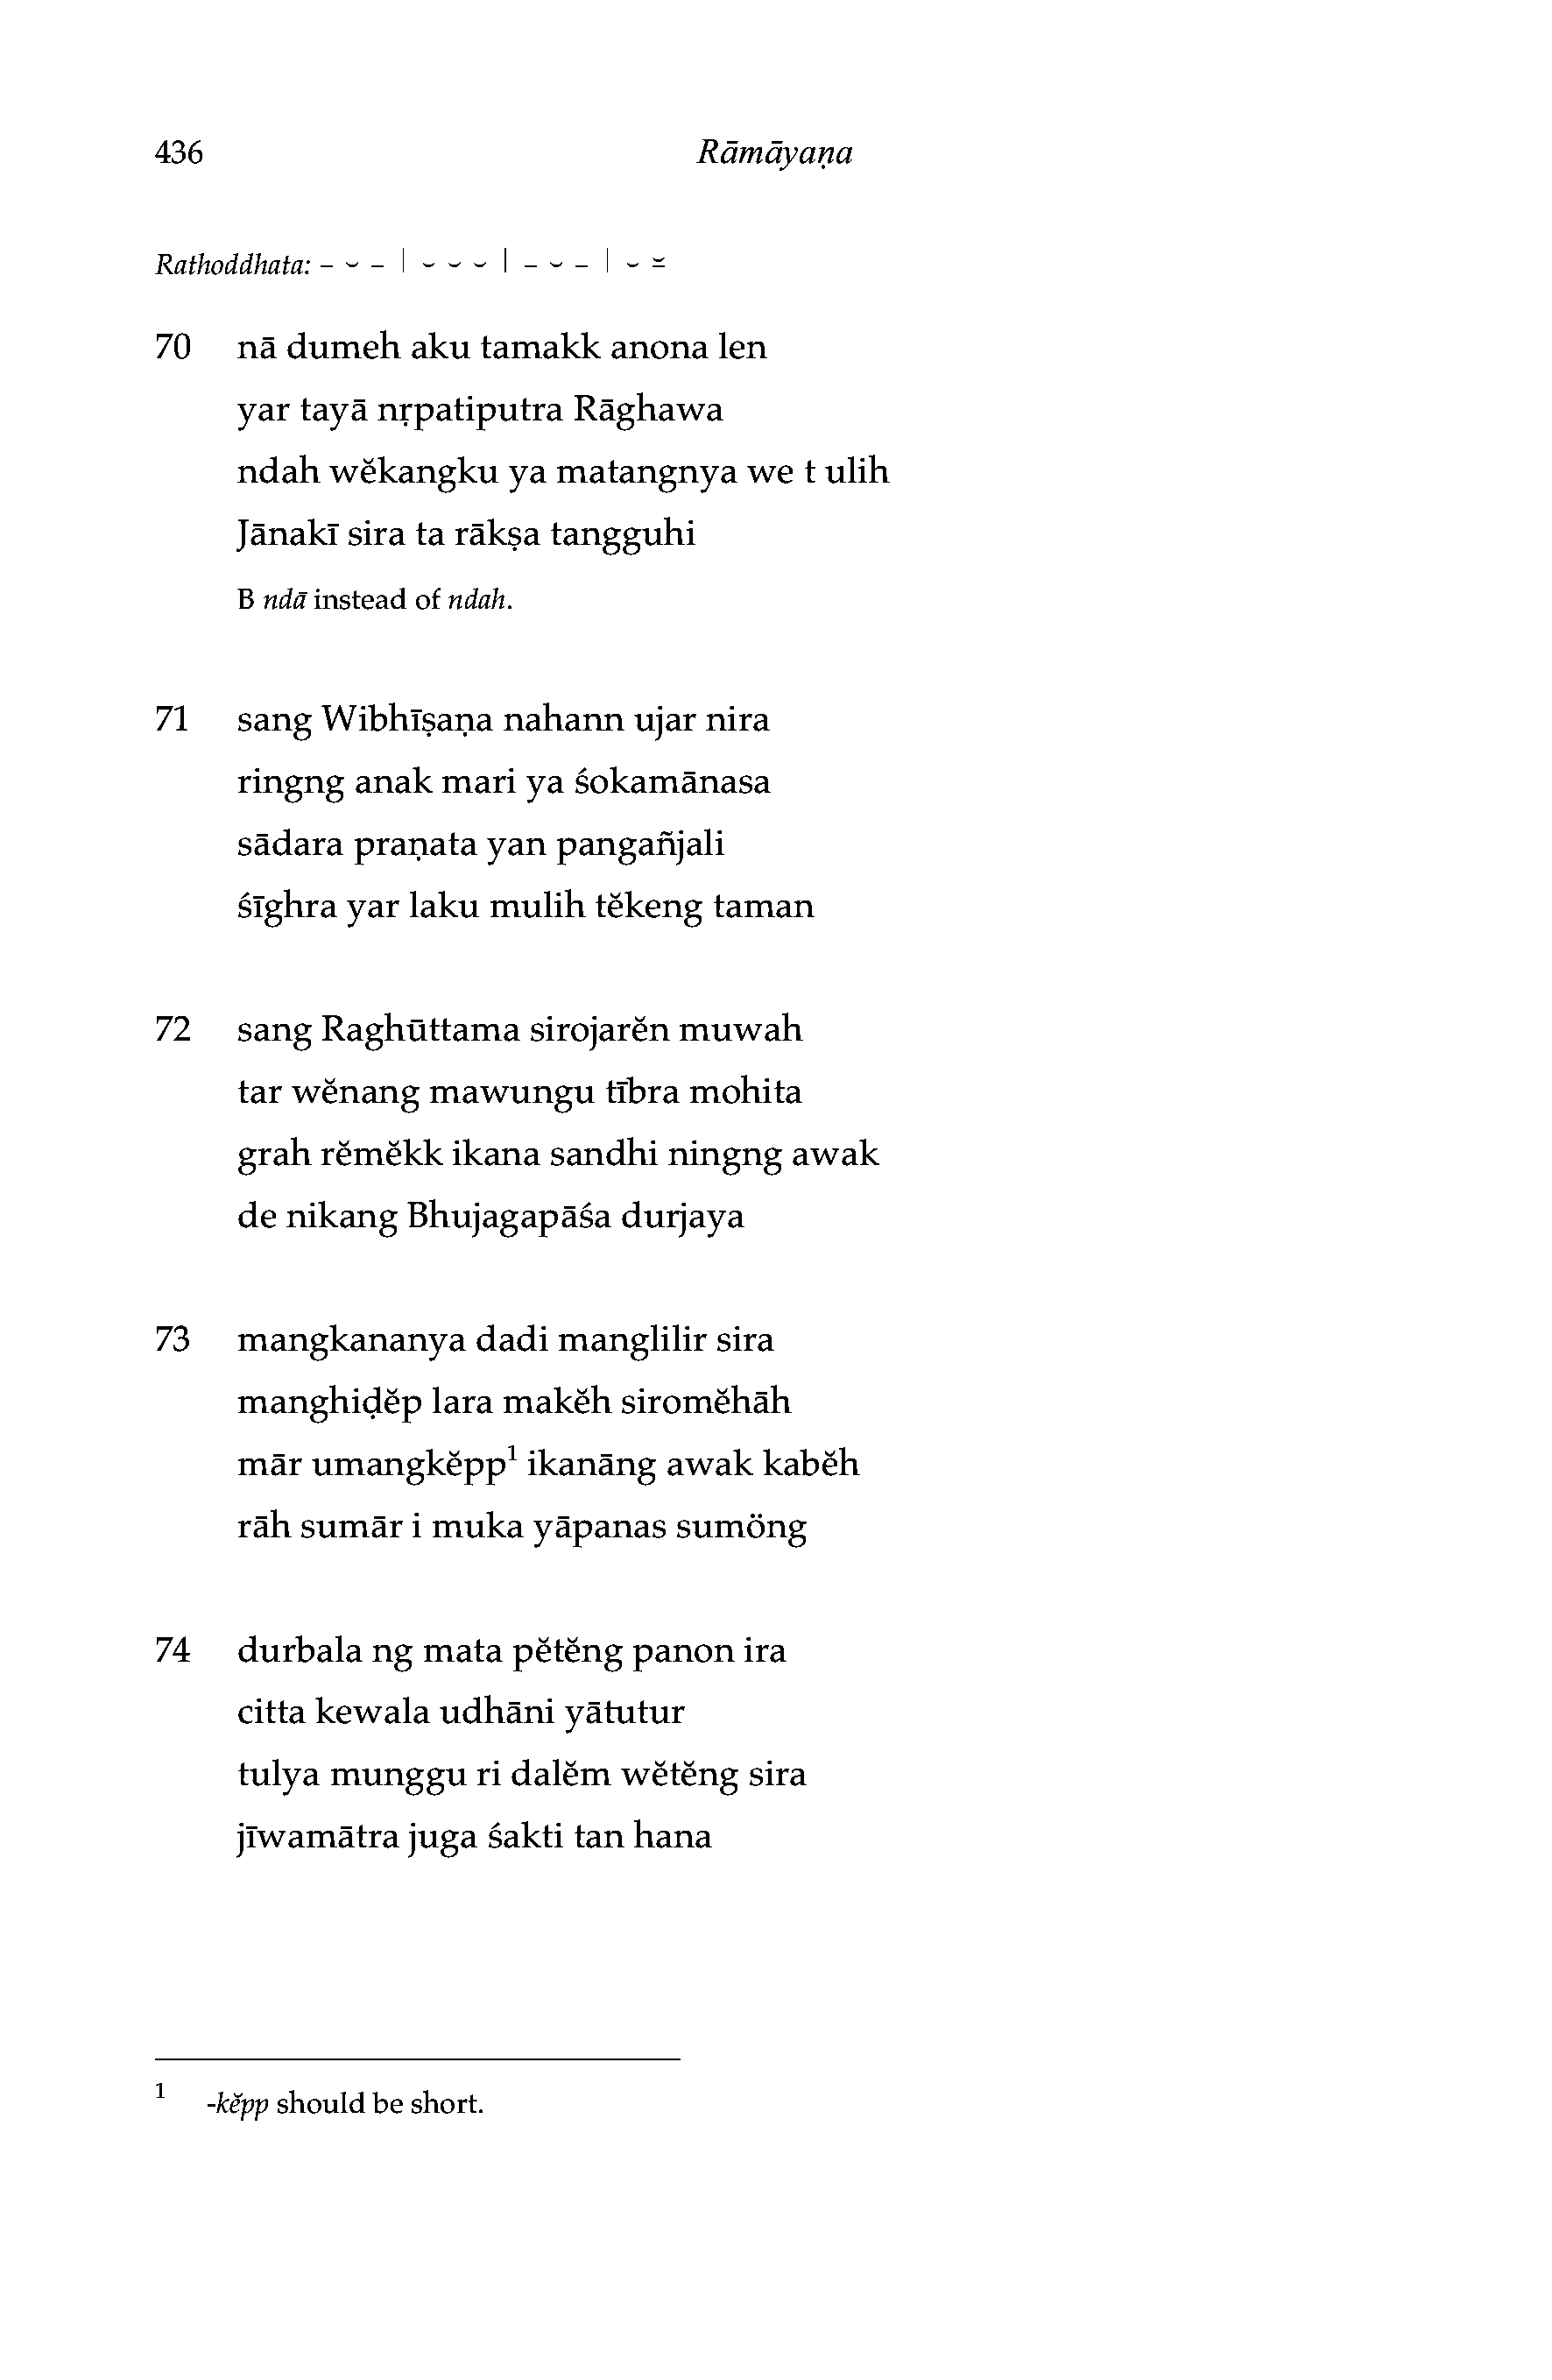 436 Rāmāyaṇa
Rathoddhata: – ⏑ – | ⏑ ⏑ ⏑ | – ⏑ – | ⏑ ⏓
70 nā dumeh aku tamakk anona len
yar tayā nṛpatiputra Rāghawa
ndah wĕkangku ya matangnya we t ulih
Jānakī sira ta rākṣa tangguhi
B ndā instead of ndah.
71 sang Wibhīṣaṇa nahann ujar nira
ringng anak mari ya śokamānasa
sādara praṇata yan pangañjali
śīghra yar laku mulih tĕkeng taman
72 sang Raghūttama sirojarĕn muwah
tar wĕnang mawungu tībra mohita
grah rĕmĕkk ikana sandhi ningng awak
de nikang Bhujagapāśa durjaya
73 mangkananya dadi manglilir sira
manghiḍĕp lara makĕh siromĕhāh
mār umangkĕpp¹ ikanāng awak kabĕh
rāh sumār i muka yāpanas sumöng
74 durbala ng mata pĕtĕng panon ira
citta kewala udhāni yātutur
tulya munggu ri dalĕm wĕtĕng sira
jīwamātra juga śakti tan hana
1 -kĕpp should be short.